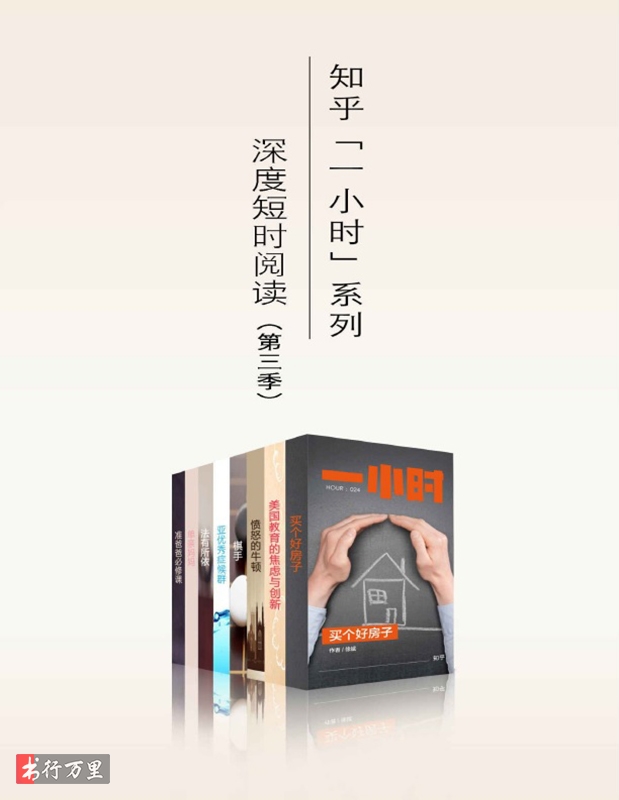 知乎「一小时」系列
深度短时阅读（第三季）
一小时
HOUR : 024
买个好房子
知乎
买个好房子
美国教育的焦虑与创新
愤怒的牛顿
棋手
亚优秀症候群
法有所依
准爸爸必修课
书行万里